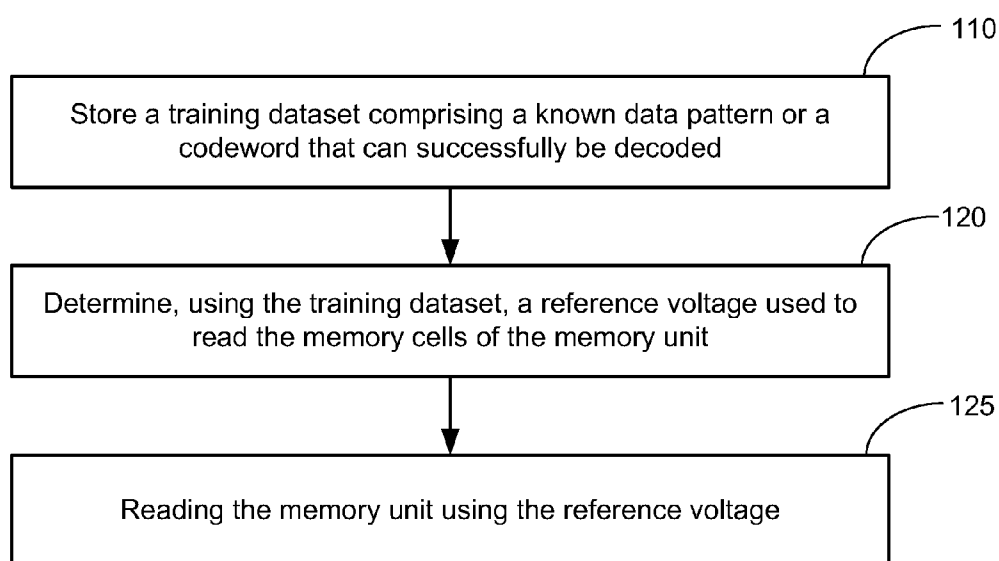 110
Store a training dataset comprising a known data pattern or a
codeword that can successfully be decoded
120
Determine, using the training dataset, a reference voltage used to
read the memory cells of the memory unit
125
Reading the memory unit using the reference voltage